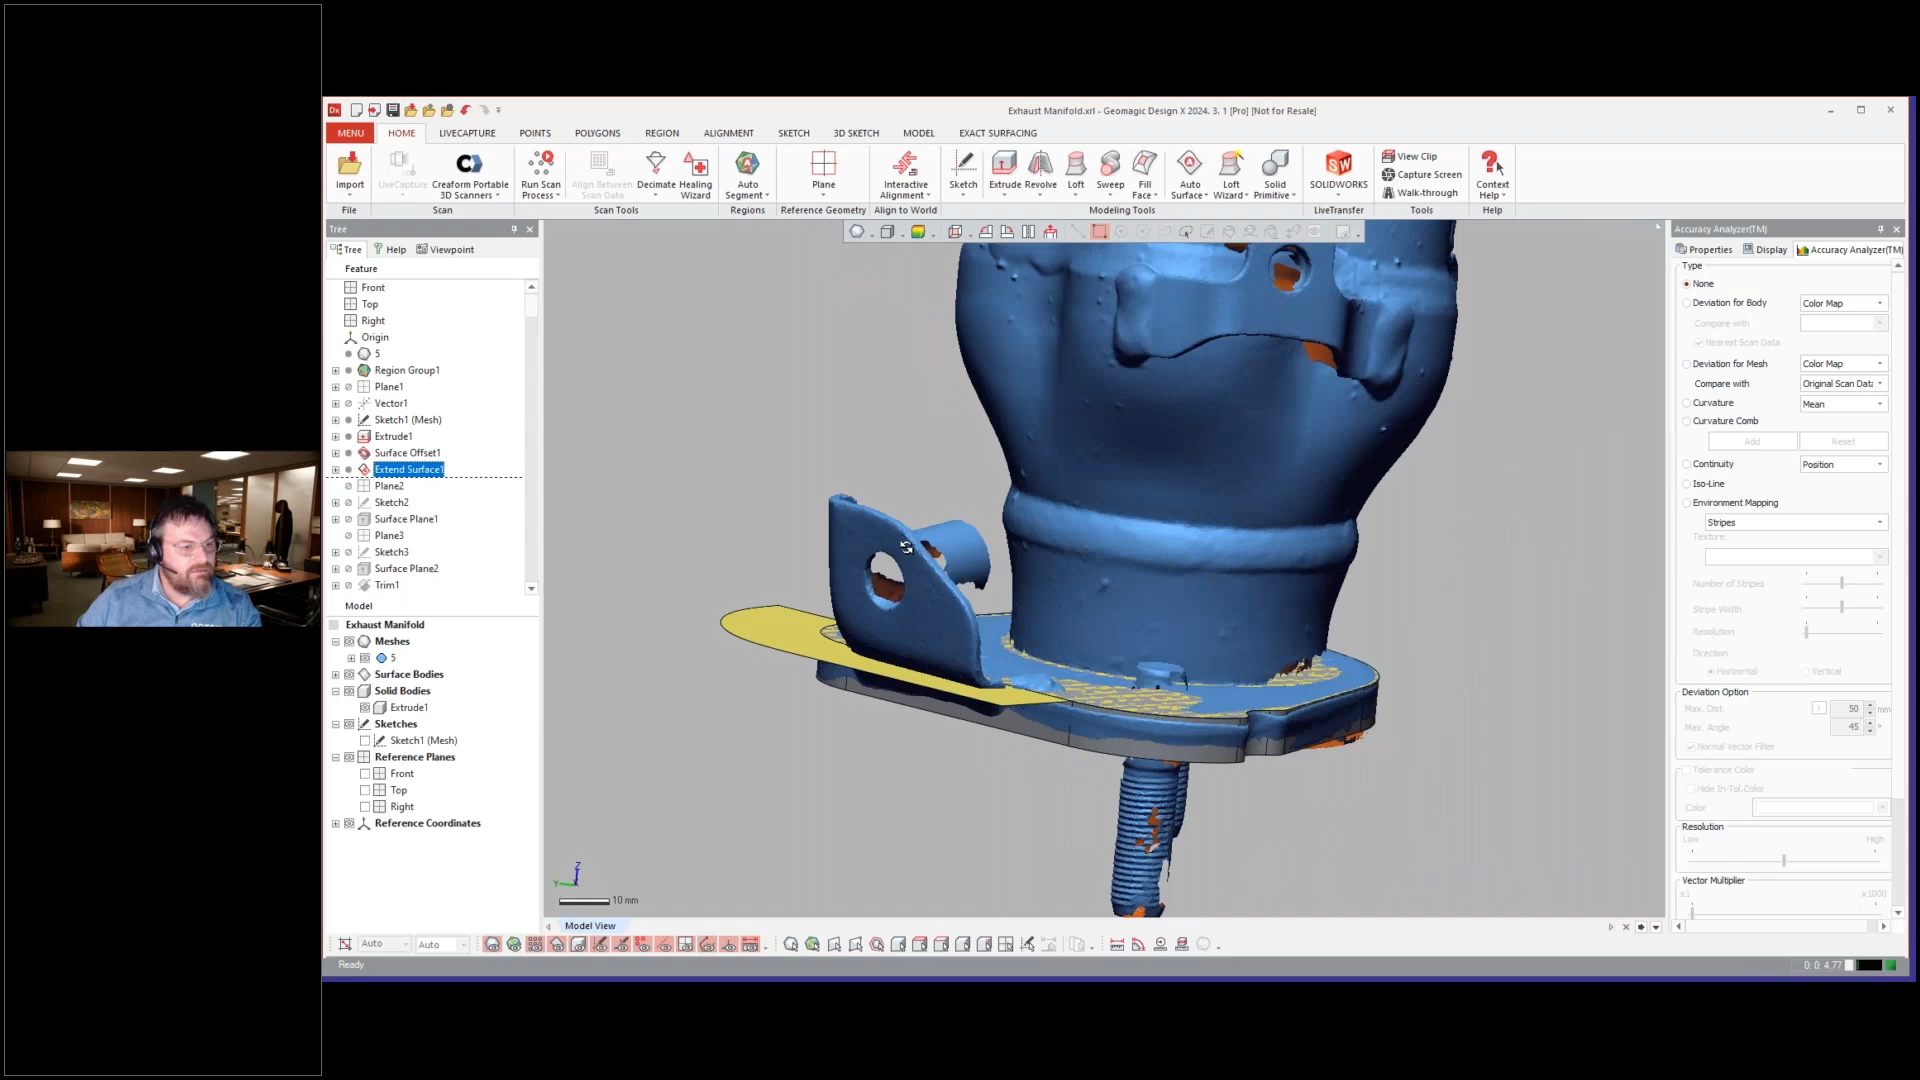 Dx Exhaust Manifold.xrl - Geomagic Design X 2024. 3. 1 [Pro] [Not for Resale]
MENU HOME LIVECAPTURE POINTS POLYGONS REGION ALIGNMENT SKETCH 3D SKETCH MODEL EXACT SURFACING
Import LiveCapture Creaform Portable 3D Scanners Run Scan Process Align Between Scan Data Decimate Healing Wizard Auto Segment Plane Interactive Alignment Sketch Extrude Revolve Loft Sweep Fill Face Auto Surface Loft Wizard Solid Primitive SOLIDWORKS View Clip Capture Screen Walk-through Context Help
File Scan Scan Tools Regions Reference Geometry Align to World Modeling Tools LiveTransfer Tools Help
Tree
Tree Help Viewpoint
Feature
Front
Top
Right
Origin
5
Region Group1
Plane1
Vector1
Sketch1 (Mesh)
Extrude1
Surface Offset1
Extend Surface1
Plane2
Sketch2
Surface Plane1
Plane3
Sketch3
Surface Plane2
Trim1
Model
Exhaust Manifold
Meshes
5
Surface Bodies
Solid Bodies
Extrude1
Sketches
Sketch1 (Mesh)
Reference Planes
Front
Top
Right
Reference Coordinates
Z
Y
10 mm
Model View
Auto Auto
Ready
0: 0: 4.77
Accuracy Analyzer(TM)
Properties Display Accuracy Analyzer(TM)
Type
None
Deviation for Body Color Map
Compare with
Nearest Scan Data
Deviation for Mesh Color Map
Compare with Original Scan Data
Curvature Mean
Curvature Comb
Add Reset
Continuity Position
Iso-Line
Environment Mapping
Stripes
Texture
Number of Stripes
Stripe Width
Resolution
Direction
Horizontal Vertical
Deviation Option
Max. Dist. ! 50 mm
Max. Angle 45 °
Normal Vector Filter
Tolerance Color
Hide In-Tol.Color
Color
Resolution
Low High
Vector Multiplier
x1 x1000